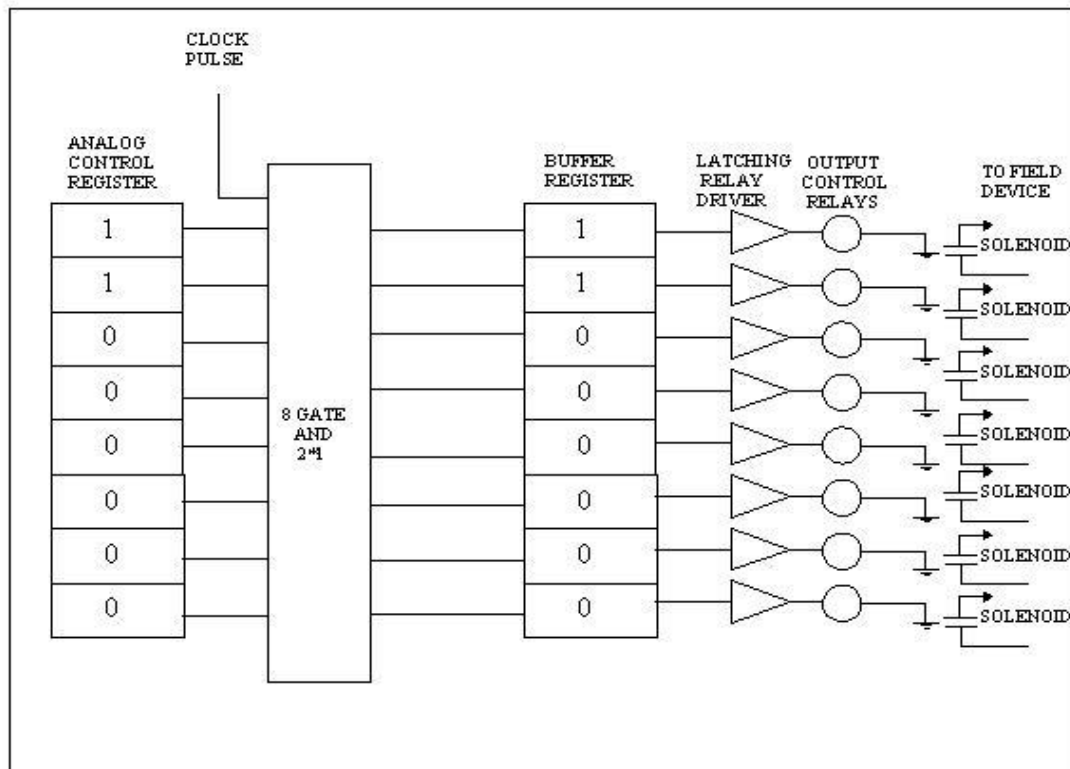 CLOCK
PULSE
ANALOG
CONTROL
REGISTER
BUFFER
REGISTER
LATCHING
RELAY
DRIVER
OUTPUT
CONTROL
RELAYS
TO FIELD
DEVICE
1
1
0
0
0
0
0
0
8 GATE
AND
2*1
1
1
0
0
0
0
0
0
SOLENOID
SOLENOID
SOLENOID
SOLENOID
SOLENOID
SOLENOID
SOLENOID